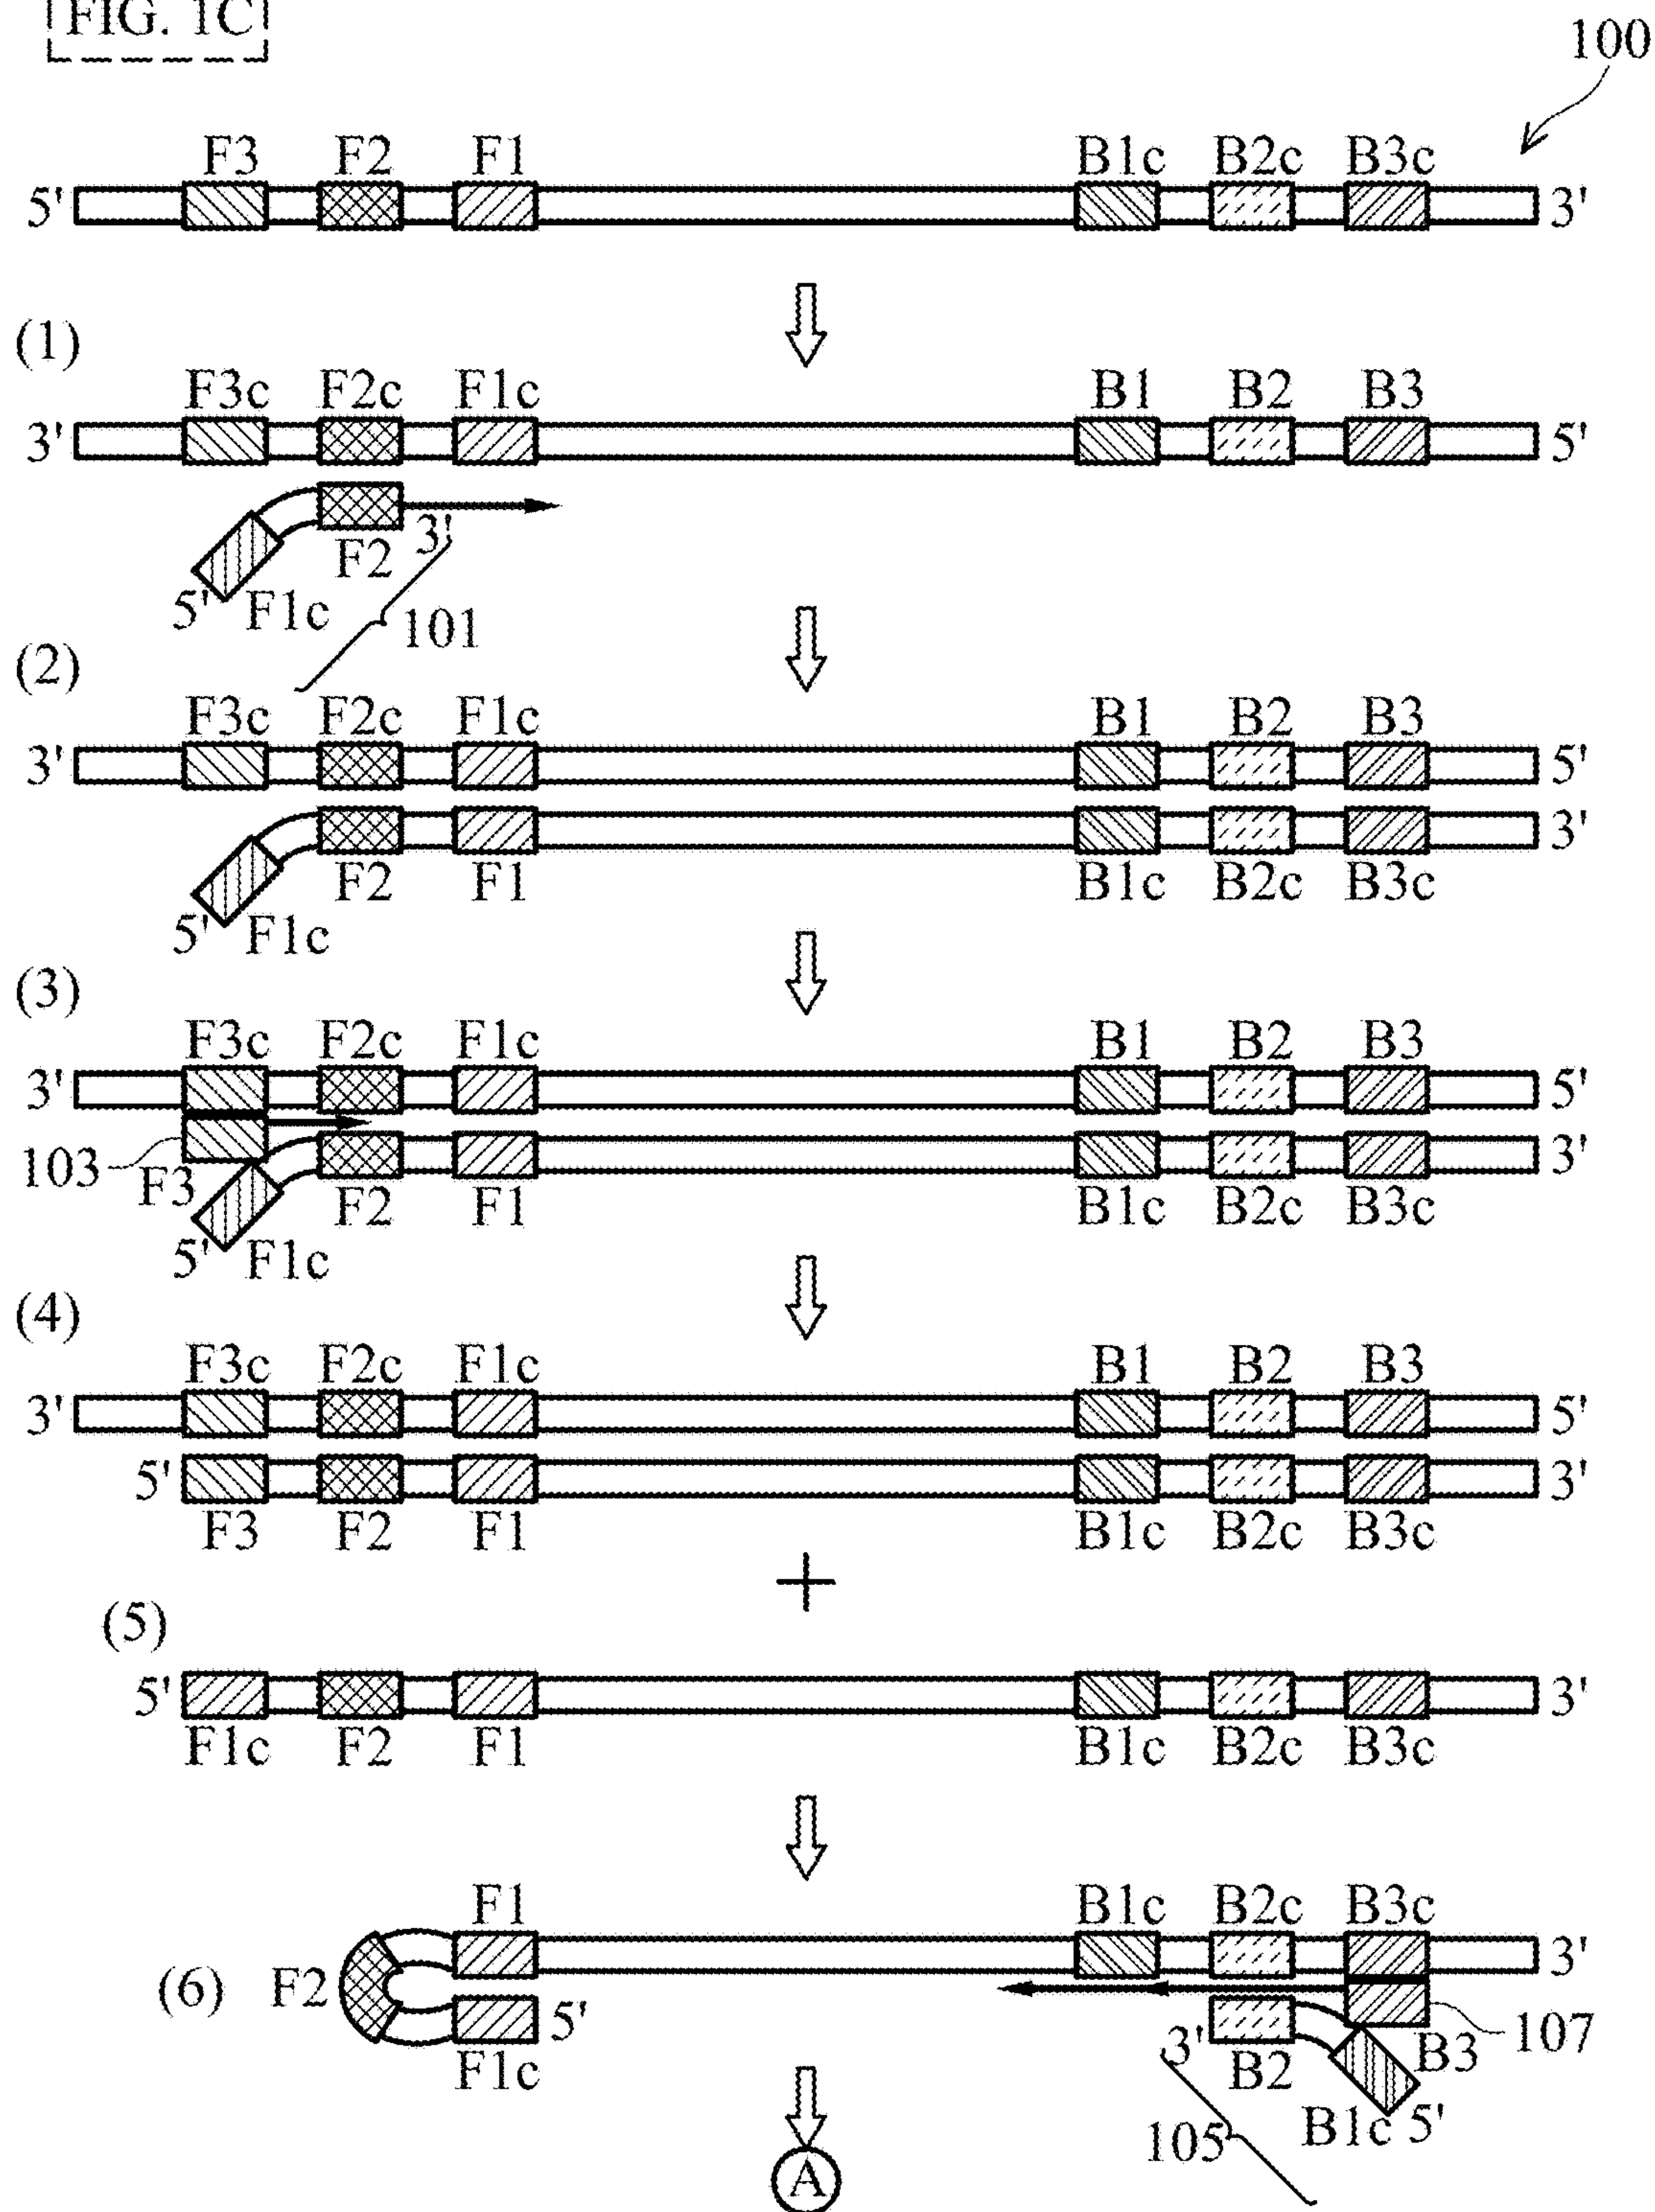 FIG. 1C
100
F3 F2 F1 B1c B2c B3c
5' 3'
(1)
F3c F2c F1c B1 B2 B3
3' 5'
3'
F2
5' F1c
101
(2)
F3c F2c F1c B1 B2 B3
3' 5'
3'
F2 F1 B1c B2c B3c
5' F1c
(3)
F3c F2c F1c B1 B2 B3
3' 5'
3'
103 F3
F2 F1 B1c B2c B3c
5' F1c
(4)
F3c F2c F1c B1 B2 B3
3' 5'
5' 3'
F3 F2 F1 B1c B2c B3c
+
(5)
5' 3'
F1c F2 F1 B1c B2c B3c
F1 B1c B2c B3c
3'
(6) F2
5' 3' 107
F1c B2 B3
B1c 5'
105
A